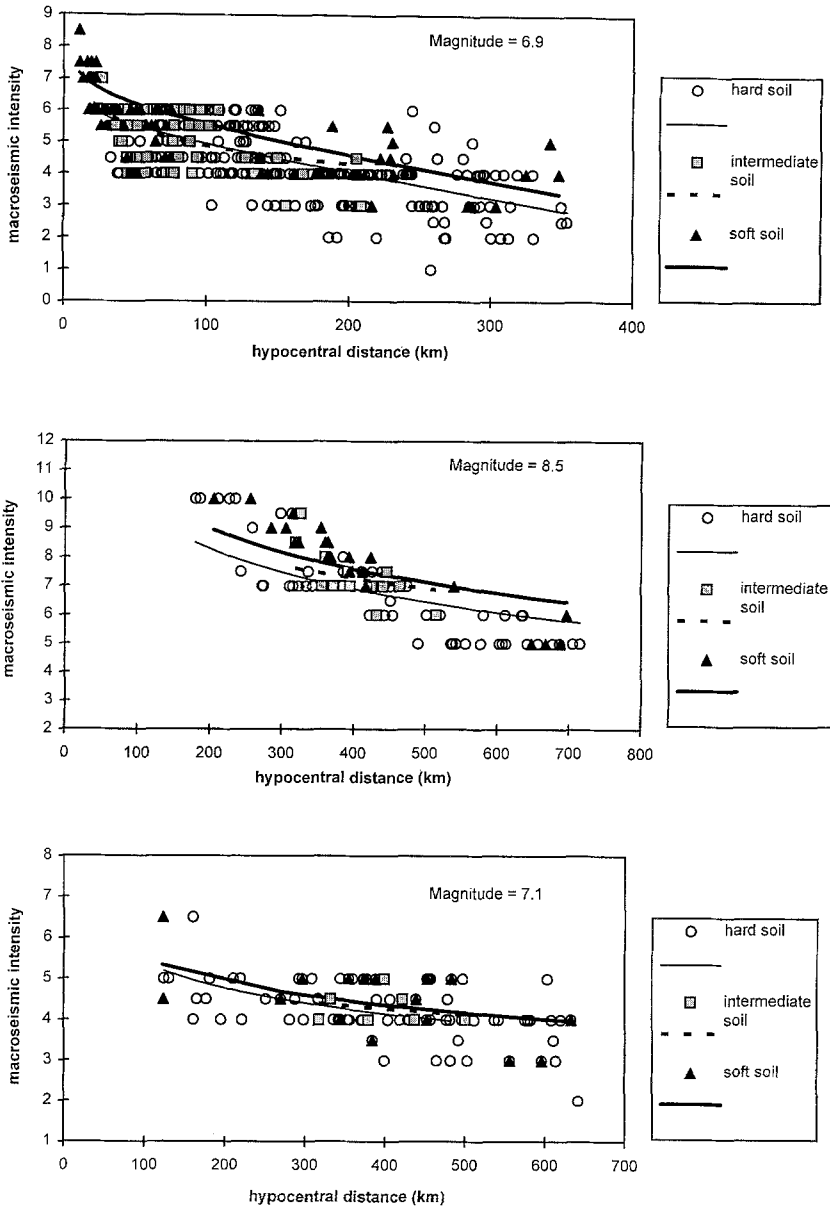 9
8
7
6
5
4
3
2
1
0
macroseismic intensity
Magnitude = 6.9
0 100 200 300 400
hypocentral distance (km)
hard soil
intermediate
soil
soft soil
12
11
10
9
8
7
6
5
4
3
2
macroseismic intensity
Magnitude = 8.5
0 100 200 300 400 500 600 700 800
hypocentral distance (km)
hard soil
intermediate
soil
soft soil
8
7
6
5
4
3
2
1
macroseismic intensity
Magnitude = 7.1
0 100 200 300 400 500 600 700
hypocentral distance (km)
hard soil
intermediate
soil
soft soil